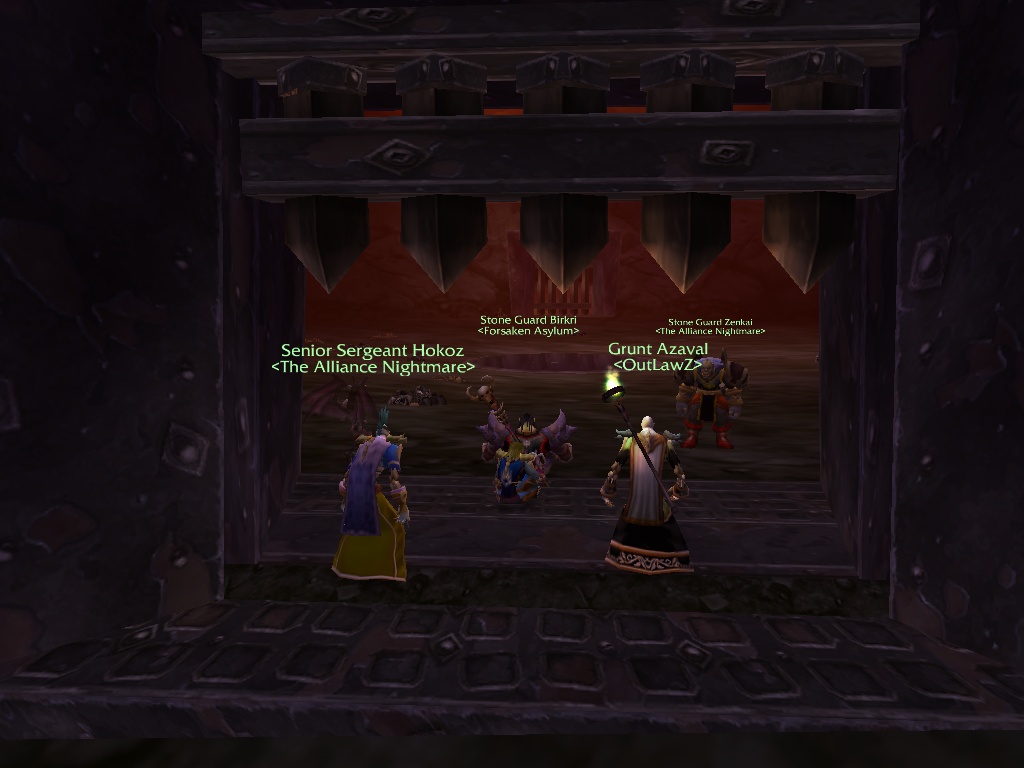 Stone Guard Birkri
<Forsaken Asylum>
Stone Guard Zenkai
<The Alliance Nightmare>
Senior Sergeant Hokoz
<The Alliance Nightmare>
Grunt Azaval
<OutLawZ>